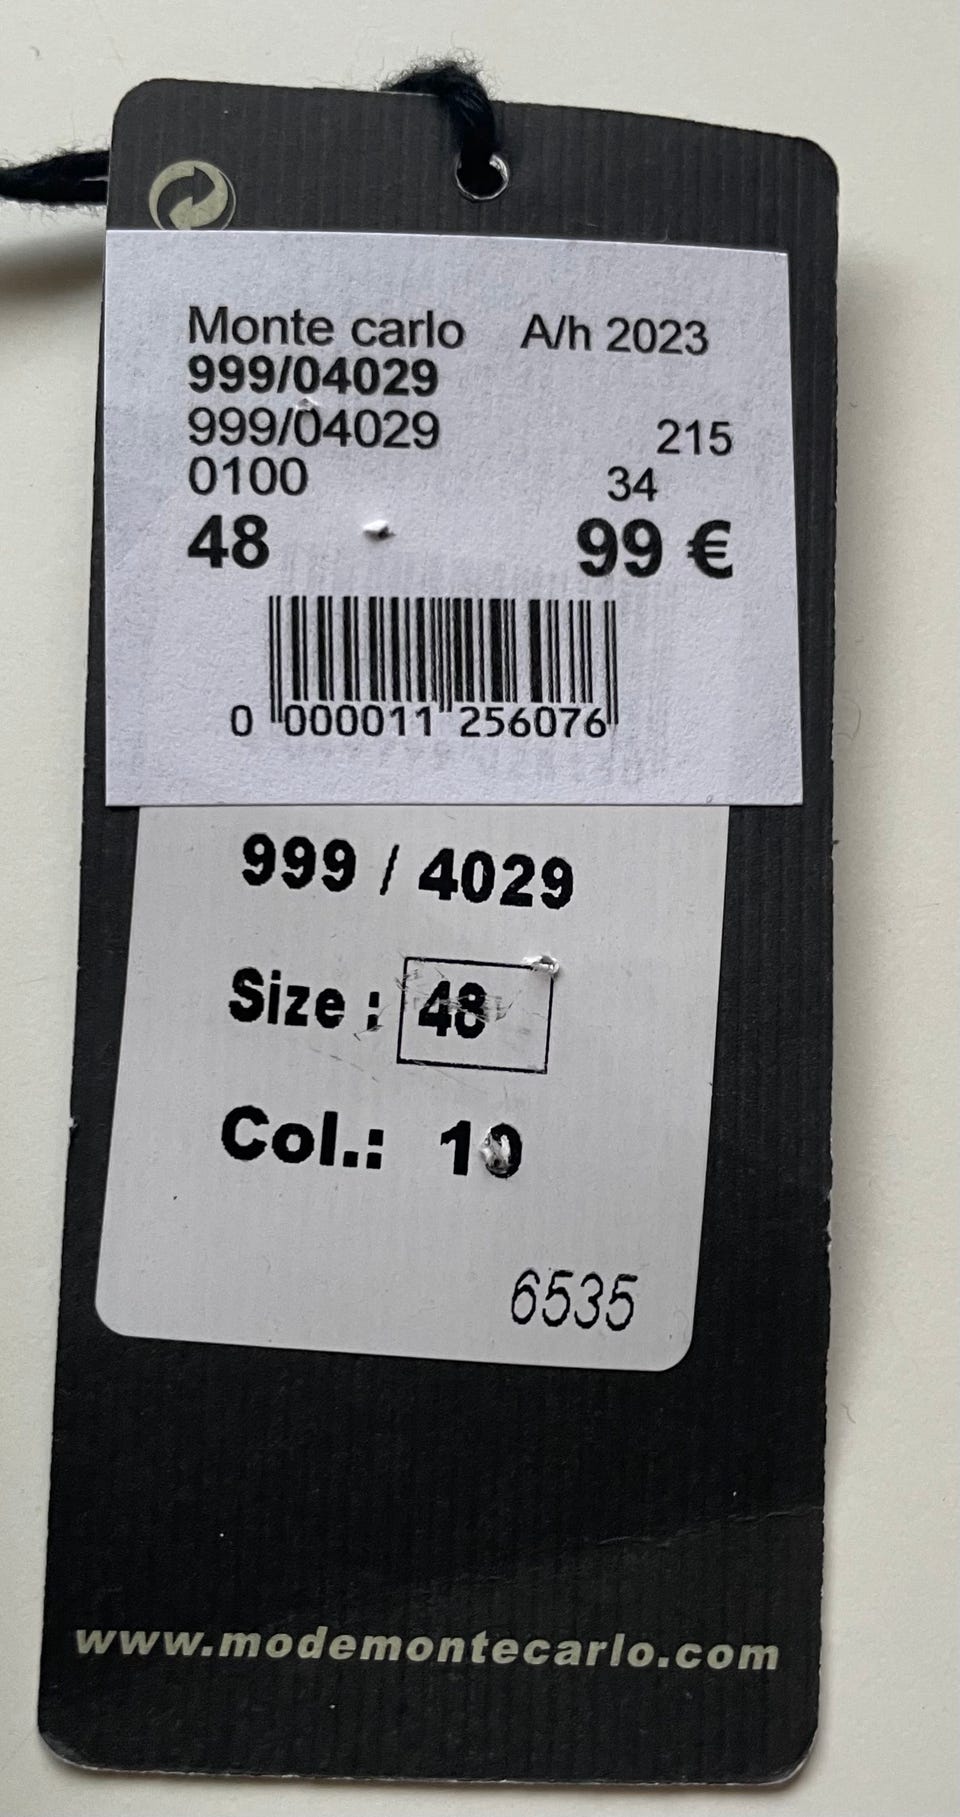 Monte carlo A/h 2023
999/04029
999/04029 215
0100 34
48 99 €
0 000011 256076
999 / 4029
Size : 48
Col.: 10
6535
www.modemontecarlo.com